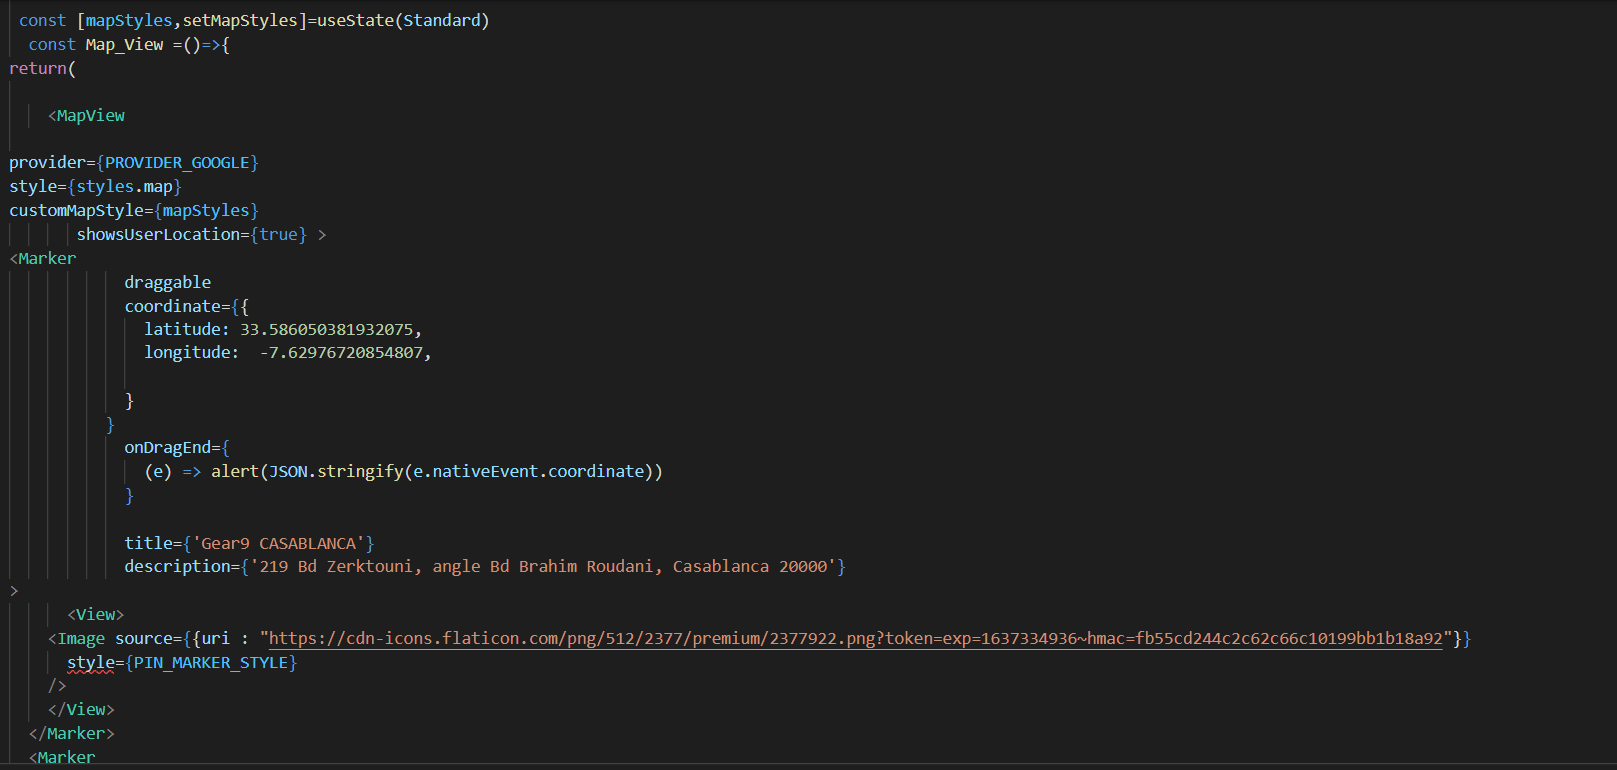 const [mapStyles,setMapStyles]=useState(Standard)
const Map_View =()=>{
return(
<MapView
provider={PROVIDER_GOOGLE}
style={styles.map}
customMapStyle={mapStyles}
showsUserLocation={true} >
<Marker
draggable
coordinate={{
latitude: 33.586050381932075,
longitude:  -7.62976720854807,
}
}
onDragEnd={
(e) => alert(JSON.stringify(e.nativeEvent.coordinate))
}
title={'Gear9 CASABLANCA'}
description={'219 Bd Zerktouni, angle Bd Brahim Roudani, Casablanca 20000'}
>
<View>
<Image source={{uri : "https://cdn-icons.flaticon.com/png/512/2377/premium/2377922.png?token=exp=1637334936~hmac=fb55cd244c2c62c66c10199bb1b18a92"}}
style={PIN_MARKER_STYLE}
/>
</View>
</Marker>
<Marker